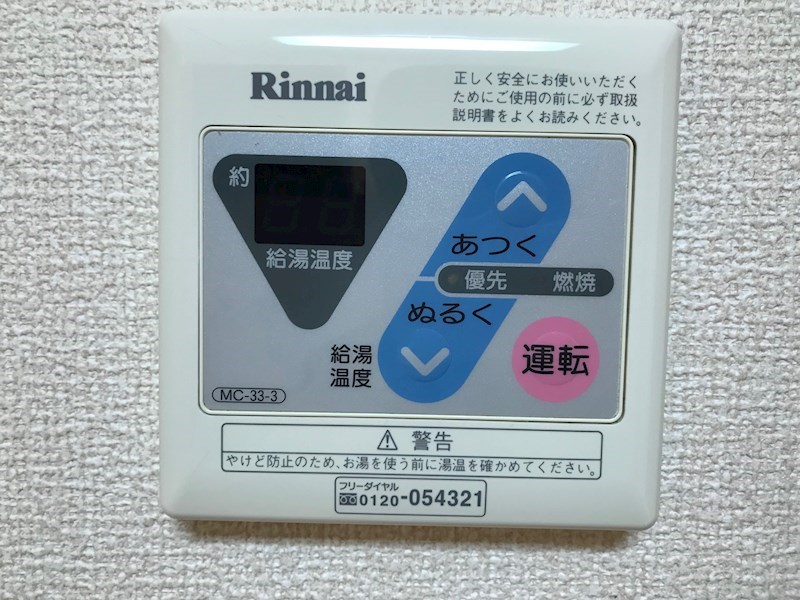 Rinnai
正しく安全にお使いいただく
ためにご使用の前に必ず取扱
説明書をよくお読みください。
約
給湯温度
あつく
優先 燃焼
ぬるく
給湯
温度
運転
MC-33-3
⚠ 警告
やけど防止のため、お湯を使う前に湯温を確かめてください。
フリーダイヤル
0120-054321